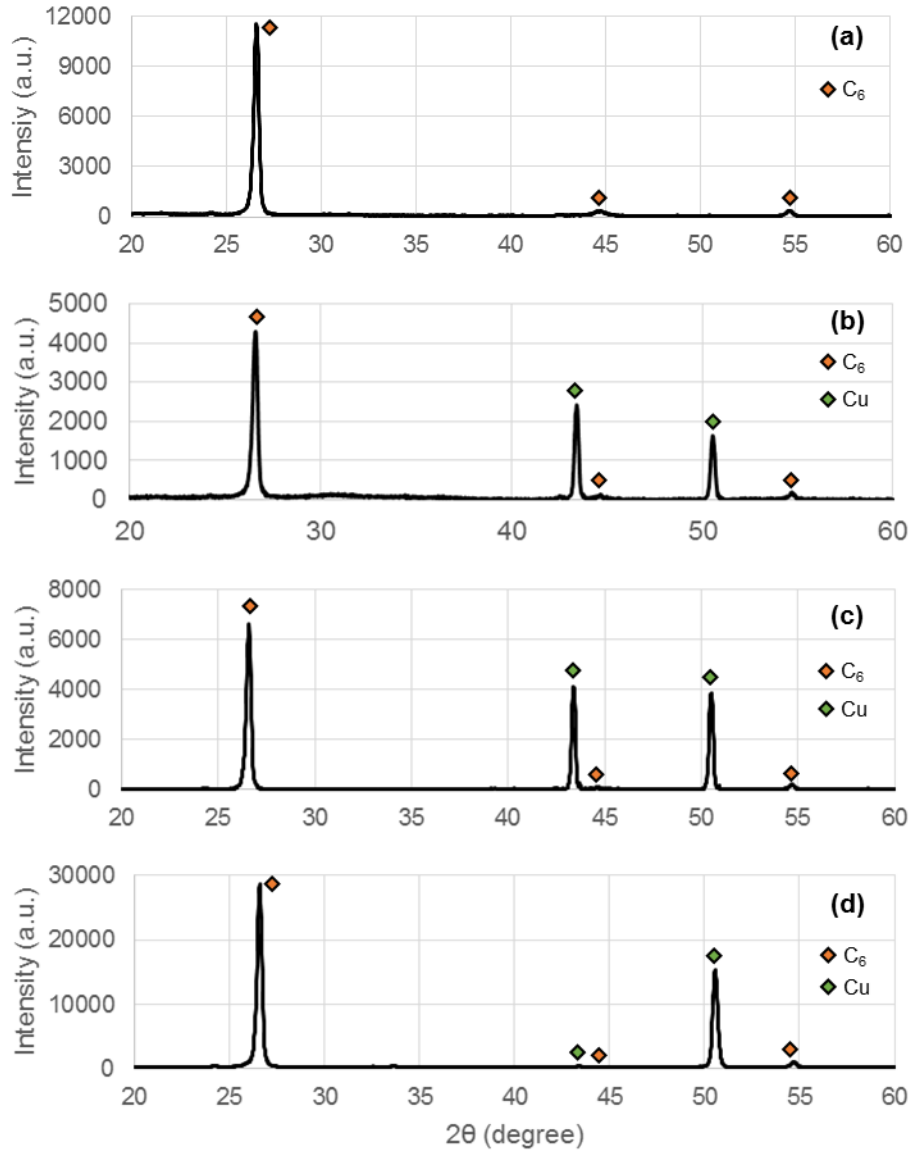 Intensiy (a.u.)
12000
9000
6000
3000
0
20 25 30 35 40 45 50 55 60
(a)
C₆
Intensity (a.u.)
5000
4000
3000
2000
1000
0
20 30 40 50 60
(b)
C₆
Cu
Intensity (a.u.)
8000
6000
4000
2000
0
20 25 30 35 40 45 50 55 60
(c)
C₆
Cu
Intensity (a.u.)
30000
20000
10000
0
20 25 30 35 40 45 50 55 60
(d)
C₆
Cu
2θ (degree)